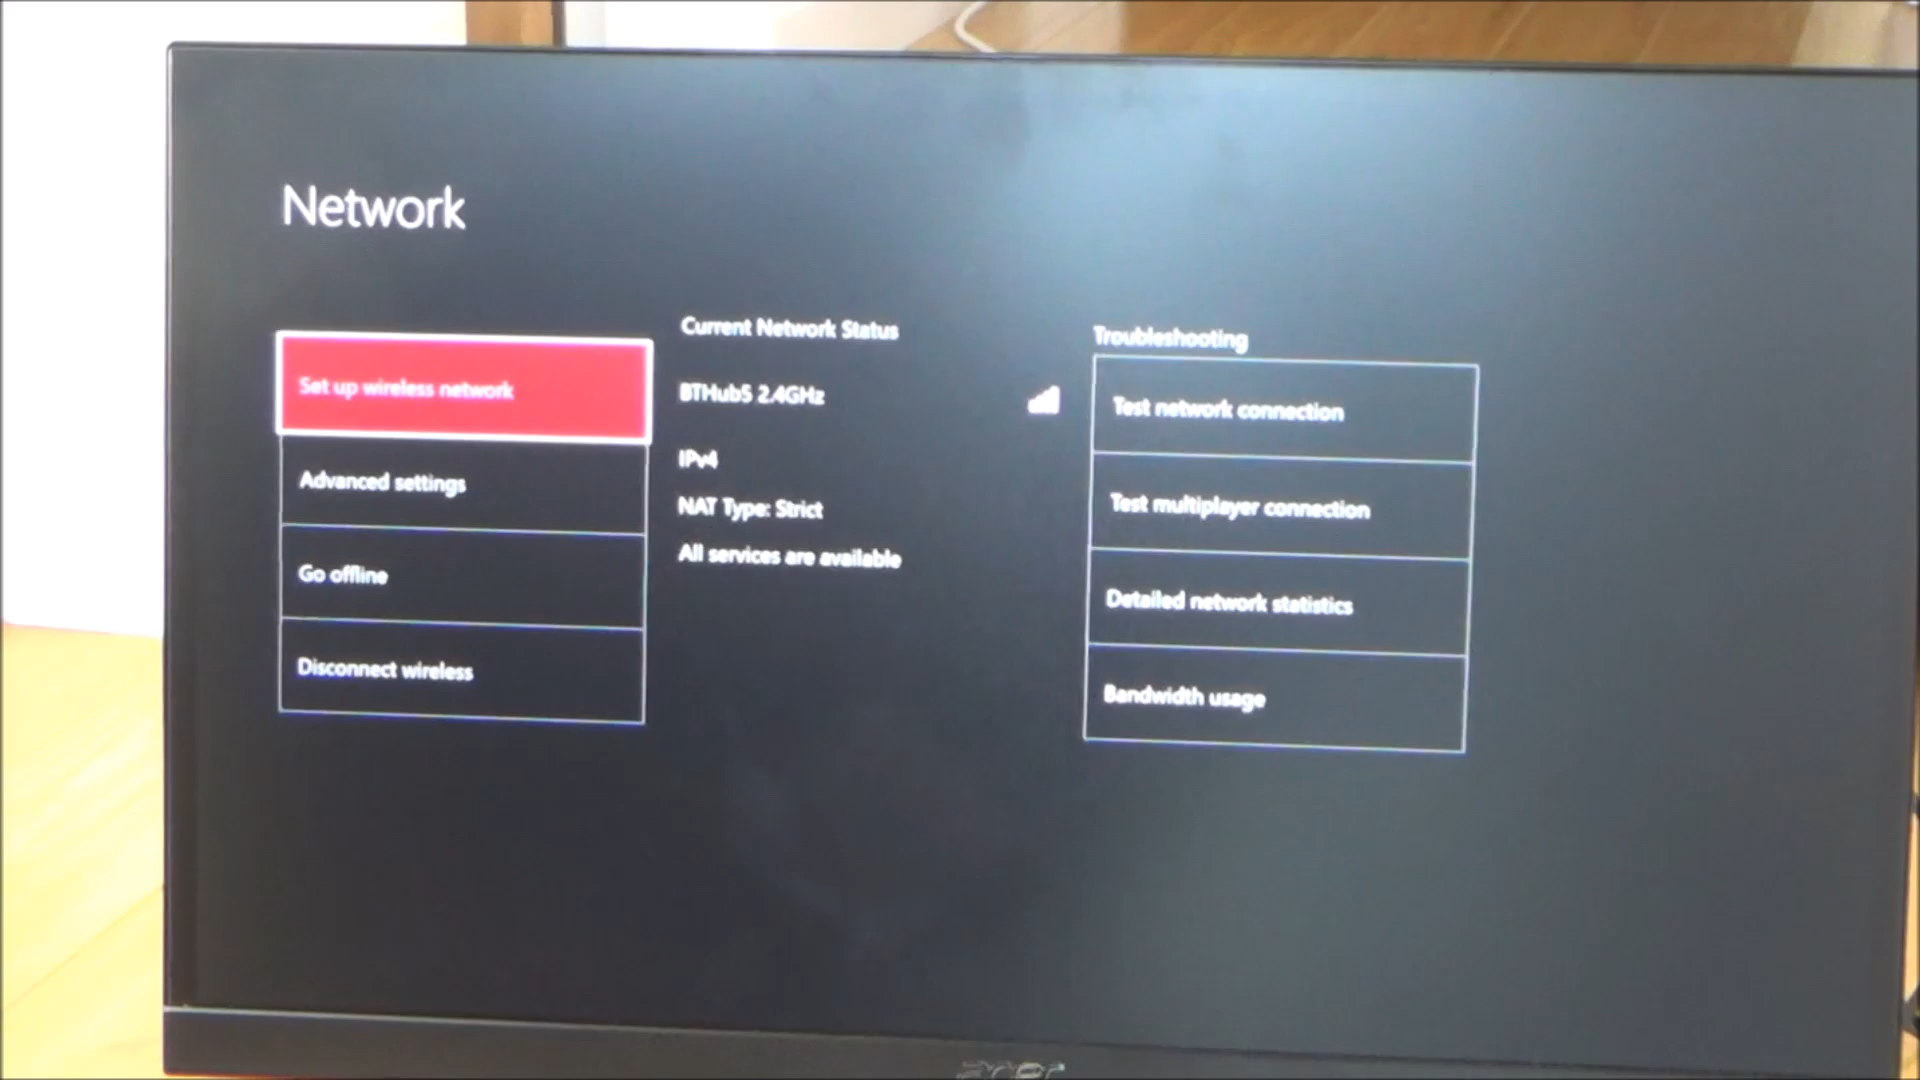 Network
Set up wireless network
Advanced settings
Go offline
Disconnect wireless
Current Network Status
BTHub5 2.4GHz
IPv4
NAT Type: Strict
All services are available
Troubleshooting
Test network connection
Test multiplayer connection
Detailed network statistics
Bandwidth usage
acer